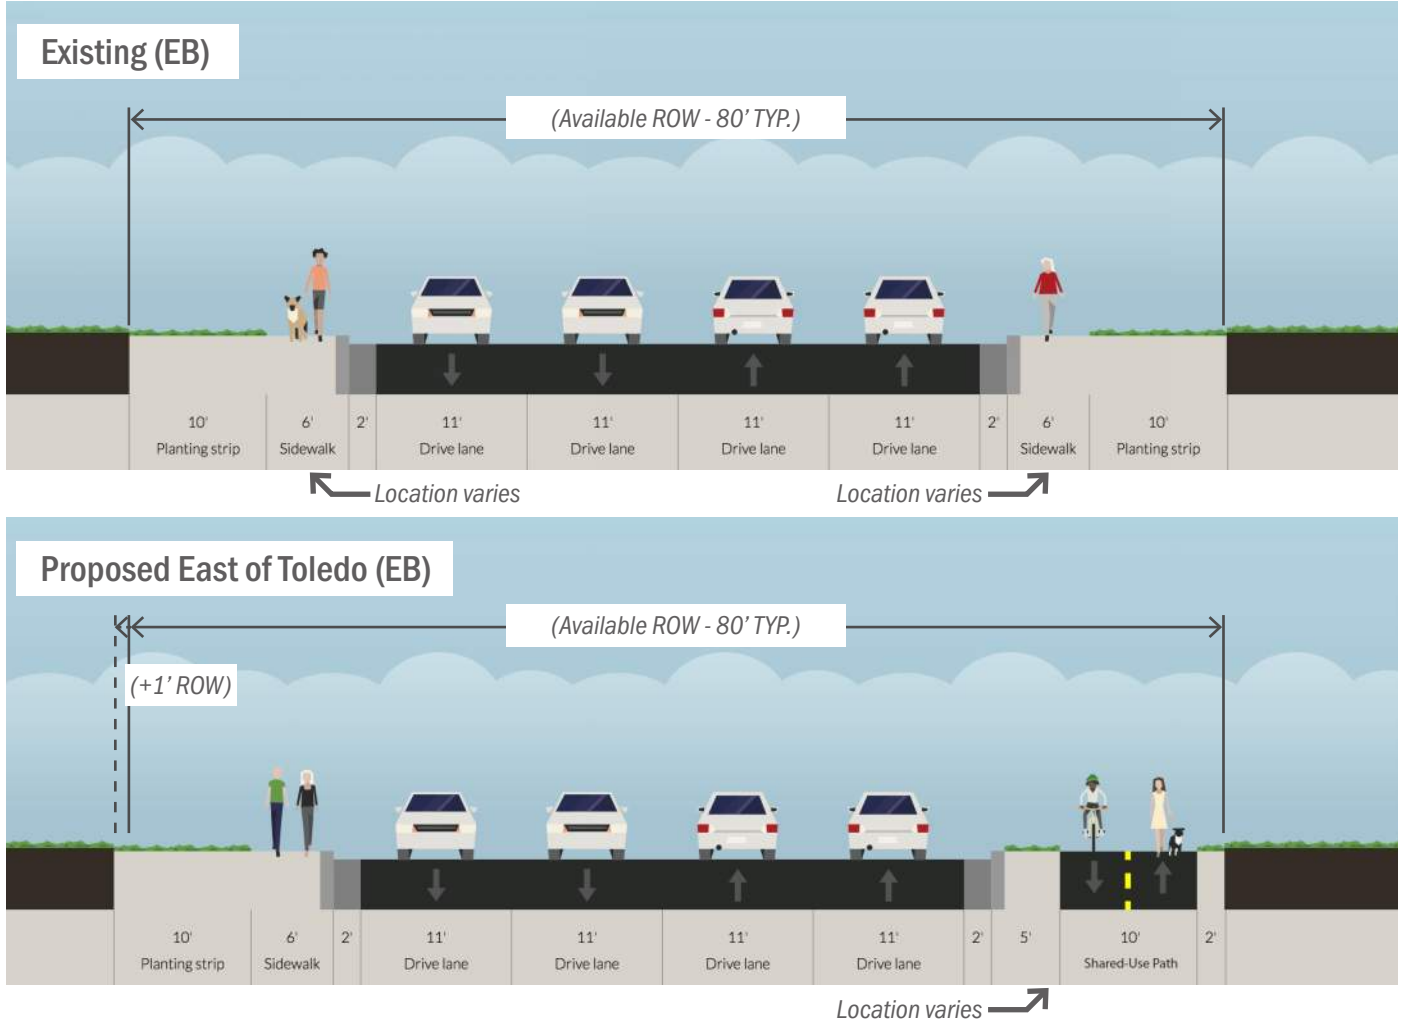 Existing (EB)
(Available ROW - 80' TYP.)
10' 6' 2' 11' 11' 11' 11' 2' 6' 10'
Planting strip Sidewalk Drive lane Drive lane Drive lane Drive lane Sidewalk Planting strip
Location varies Location varies
Proposed East of Toledo (EB)
(Available ROW - 80' TYP.)
(+1' ROW)
10' 6' 2' 11' 11' 11' 11' 2' 5' 10' 2'
Planting strip Sidewalk Drive lane Drive lane Drive lane Drive lane Shared-Use Path
Location varies